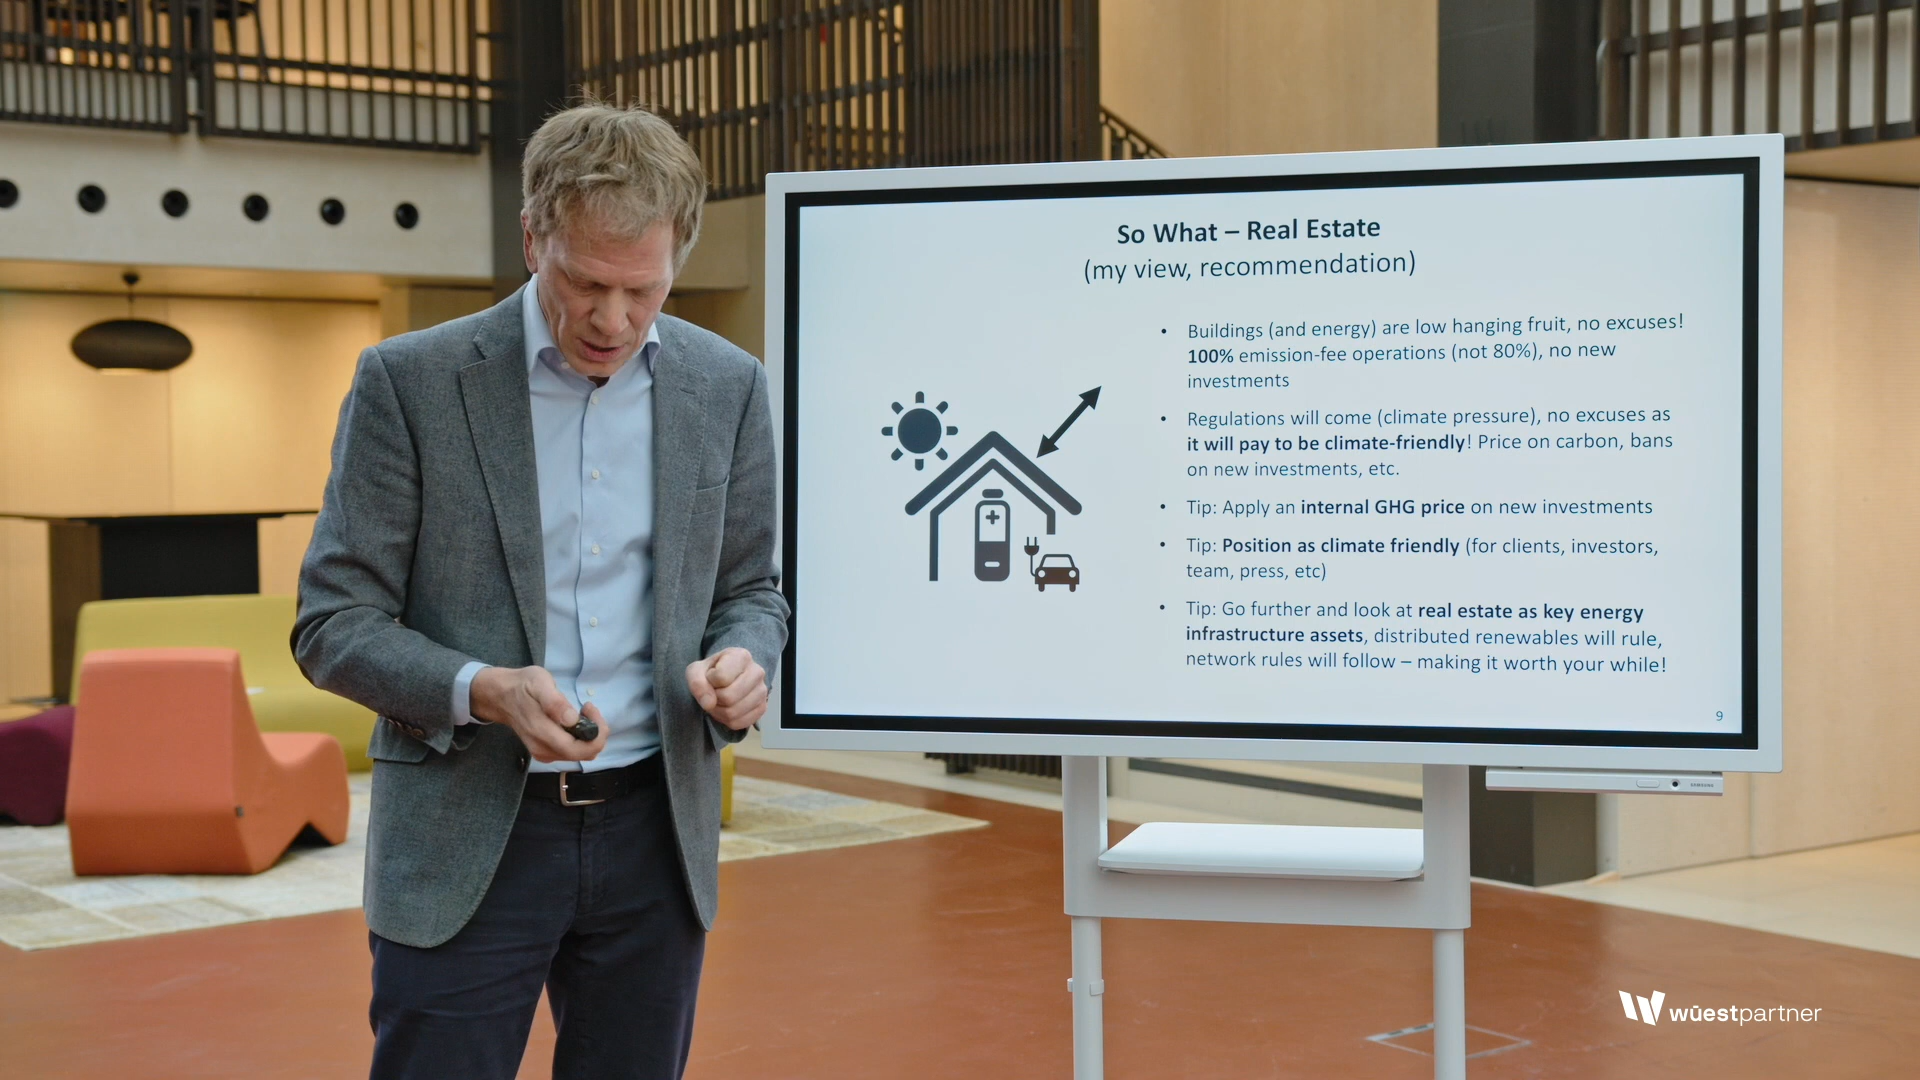 So What – Real Estate
(my view, recommendation)
• Buildings (and energy) are low hanging fruit, no excuses!
100% emission-fee operations (not 80%), no new
investments
• Regulations will come (climate pressure), no excuses as
it will pay to be climate-friendly! Price on carbon, bans
on new investments, etc.
• Tip: Apply an internal GHG price on new investments
• Tip: Position as climate friendly (for clients, investors,
team, press, etc)
• Tip: Go further and look at real estate as key energy
infrastructure assets, distributed renewables will rule,
network rules will follow – making it worth your while!
9
SAMSUNG
wüestpartner